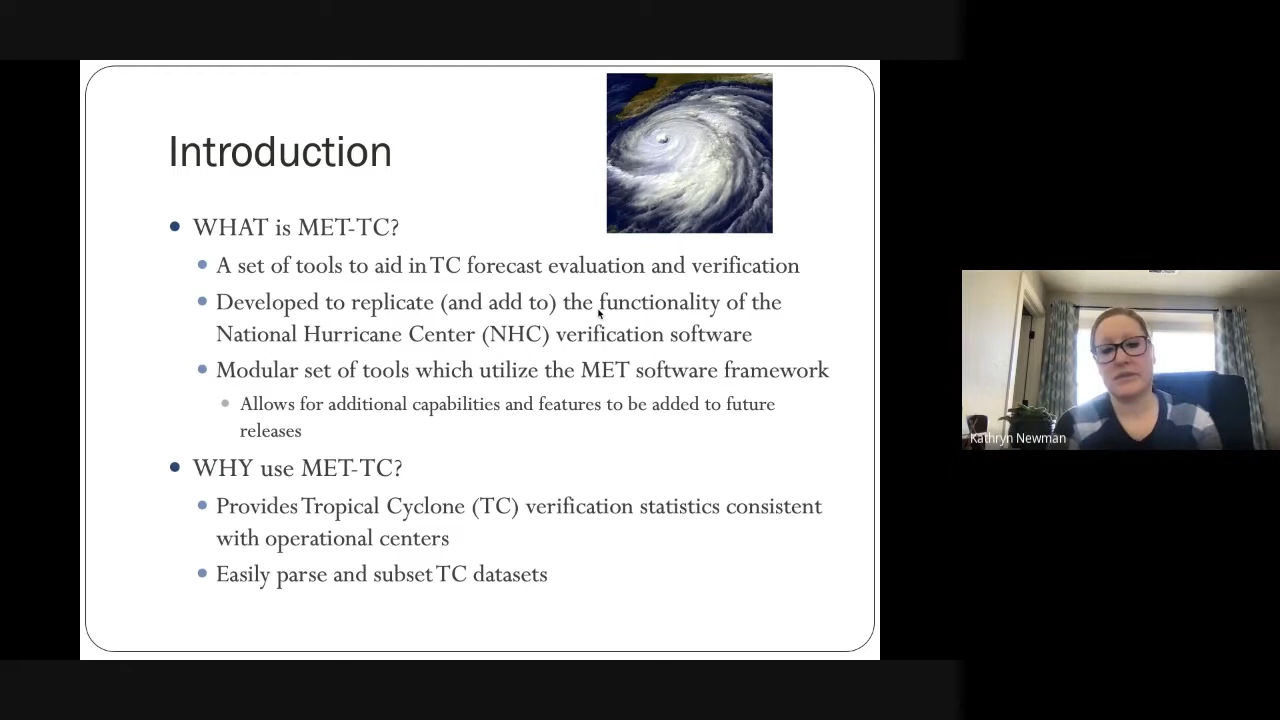 Introduction
WHAT is MET-TC?
A set of tools to aid in TC forecast evaluation and verification
Developed to replicate (and add to) the functionality of the
National Hurricane Center (NHC) verification software
Modular set of tools which utilize the MET software framework
Allows for additional capabilities and features to be added to future
releases
WHY use MET-TC?
Provides Tropical Cyclone (TC) verification statistics consistent
with operational centers
Easily parse and subset TC datasets
Kathryn Newman